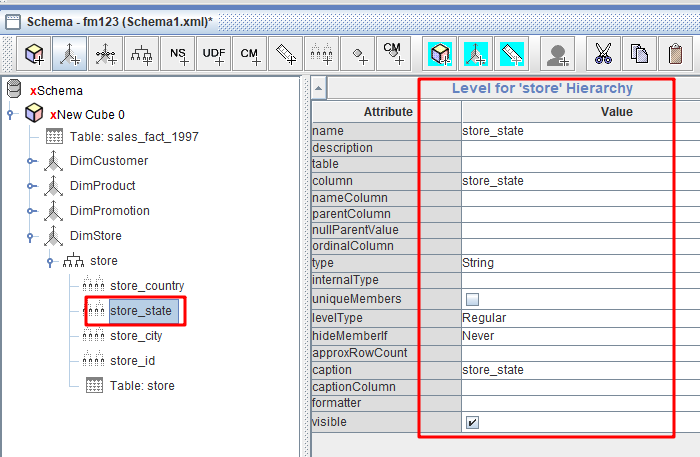 Schema - fm123 (Schema1.xml)*
NS UDF CM CM
xSchema
xNew Cube 0
Table: sales_fact_1997
DimCustomer
DimProduct
DimPromotion
DimStore
store
store_country
store_state
store_city
store_id
Table: store
Level for 'store' Hierarchy
Attribute Value
name store_state
description
table
column store_state
nameColumn
parentColumn
nullParentValue
ordinalColumn
type String
internalType
uniqueMembers
levelType Regular
hideMemberIf Never
approxRowCount
caption store_state
captionColumn
formatter
visible